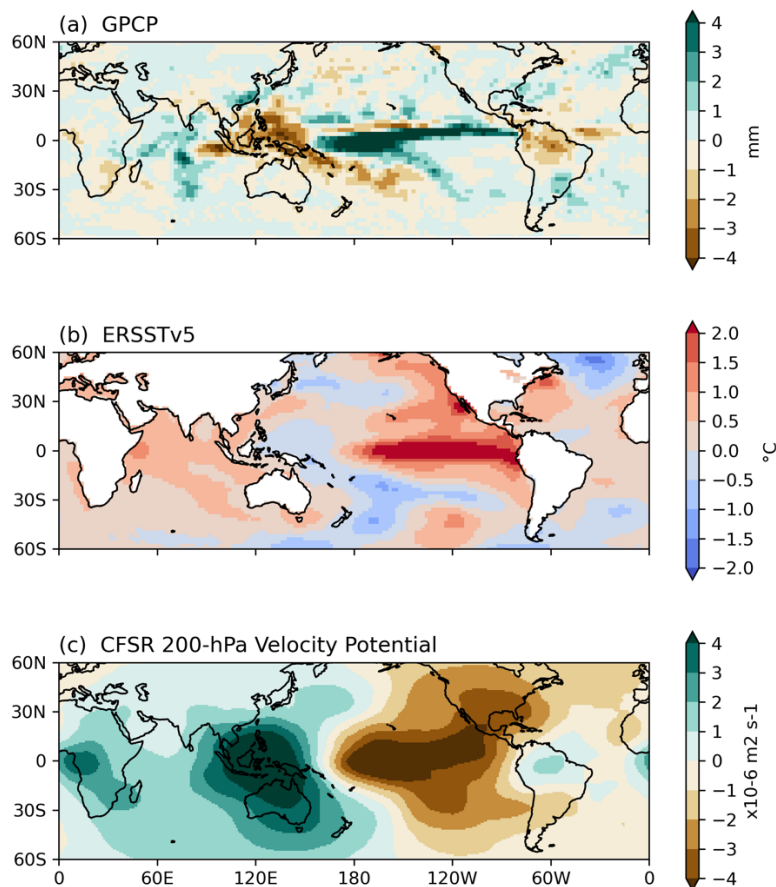 (a) GPCP
60N
30N
0
30S
60S
4
3
2
1
0
−1
−2
−3
−4
mm
(b) ERSSTv5
60N
30N
0
30S
60S
2.0
1.5
1.0
0.5
0.0
−0.5
−1.0
−1.5
−2.0
°C
(c) CFSR 200-hPa Velocity Potential
60N
30N
0
30S
60S
0 60E 120E 180 120W 60W 0
4
3
2
1
0
−1
−2
−3
−4
x10-6 m2 s-1